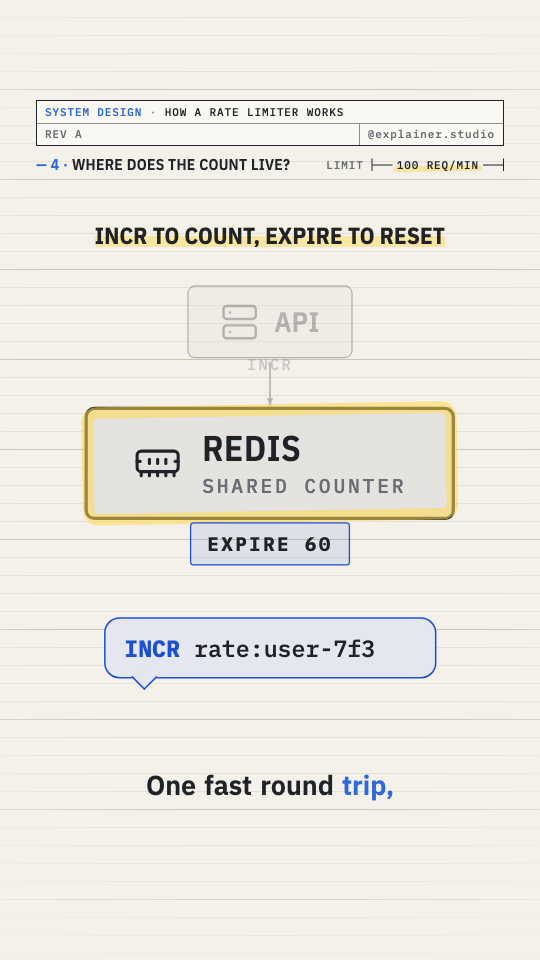 SYSTEM DESIGN · HOW A RATE LIMITER WORKS
REV A @explainer.studio
— 4 · WHERE DOES THE COUNT LIVE? LIMIT 100 REQ/MIN
INCR TO COUNT, EXPIRE TO RESET
API
INCR
REDIS
SHARED COUNTER
EXPIRE 60
INCR rate:user-7f3
One fast round trip,